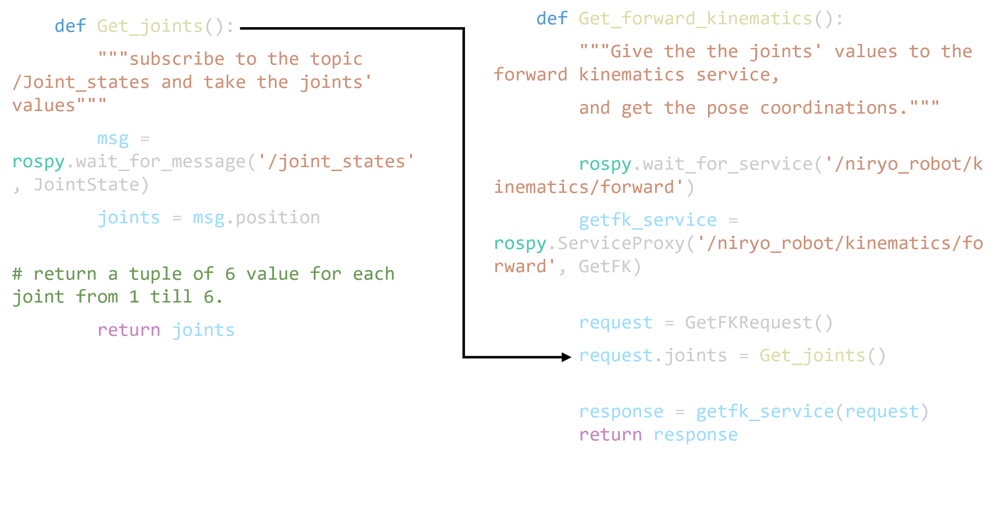 def Get_joints():
"""subscribe to the topic
/Joint_states and take the joints'
values"""
msg =
rospy.wait_for_message('/joint_states'
, JointState)
joints = msg.position
# return a tuple of 6 value for each
joint from 1 till 6.
return joints
def Get_forward_kinematics():
"""Give the the joints' values to the
forward kinematics service,
and get the pose coordinations."""
rospy.wait_for_service('/niryo_robot/k
inematics/forward')
getfk_service =
rospy.ServiceProxy('/niryo_robot/kinematics/fo
rward', GetFK)
request = GetFKRequest()
request.joints = Get_joints()
response = getfk_service(request)
return response